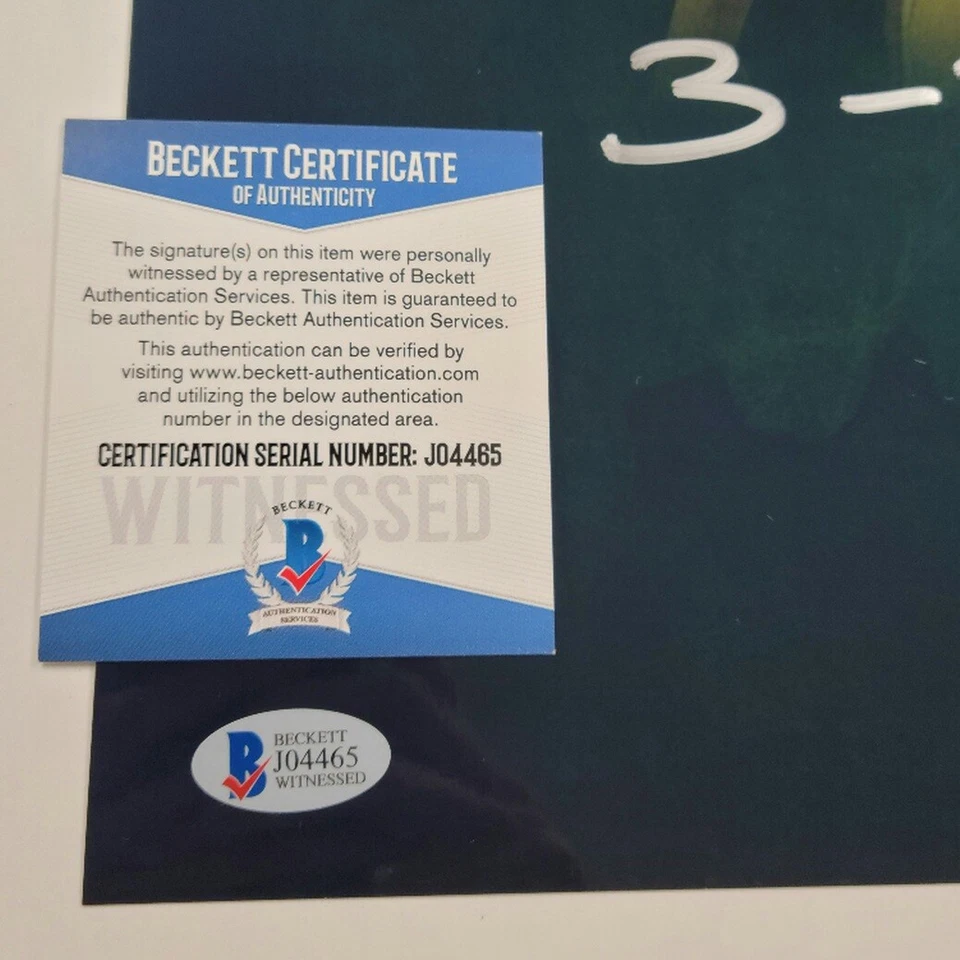 3 -
BECKETT CERTIFICATE
OF AUTHENTICITY
The signature(s) on this item were personally
witnessed by a representative of Beckett
Authentication Services. This item is guaranteed to
be authentic by Beckett Authentication Services.
This authentication can be verified by
visiting www.beckett-authentication.com
and utilizing the below authentication
number in the designated area.
CERTIFICATION SERIAL NUMBER: J04465
WITNESSED
BECKETT
B
AUTHENTICATION
SERVICES
B
BECKETT
J04465
WITNESSED